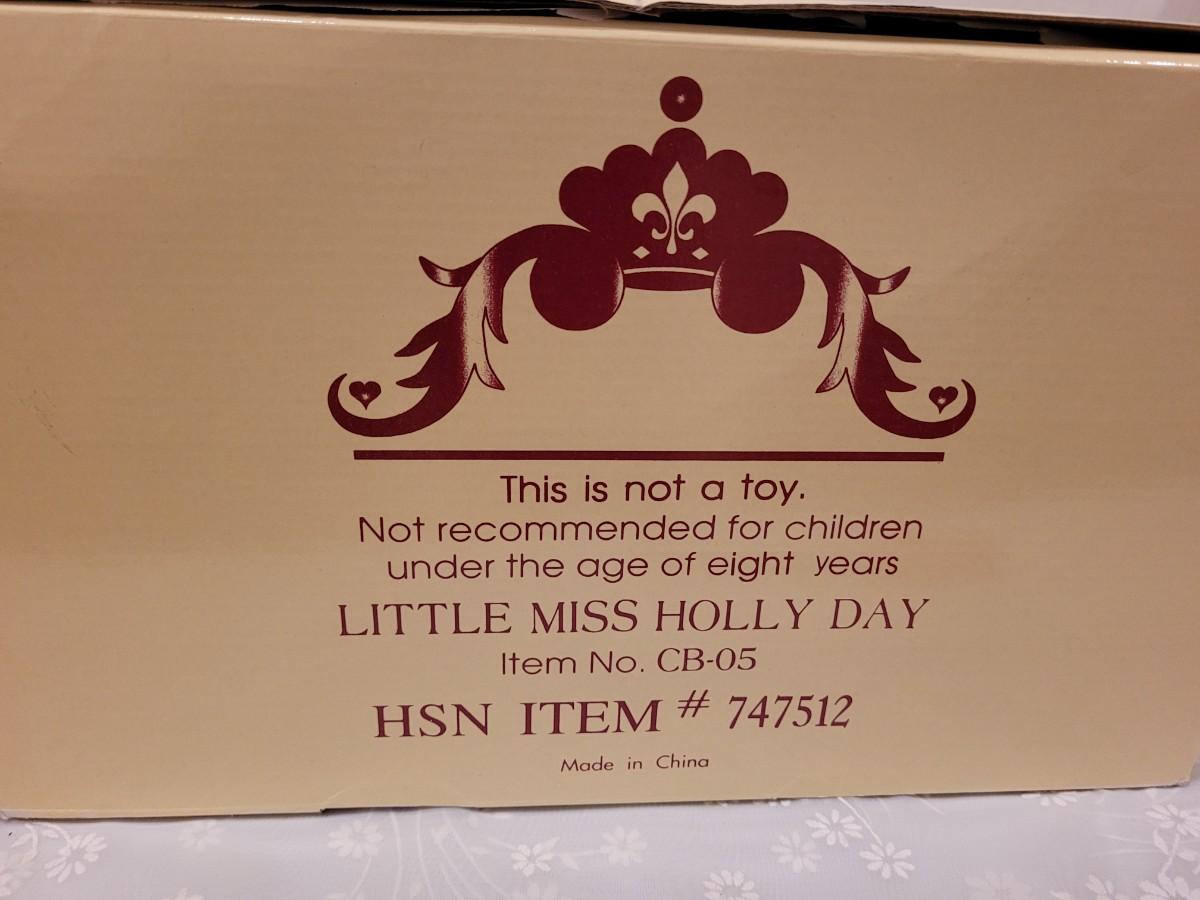 This is not a toy.
Not recommended for children
under the age of eight years
LITTLE MISS HOLLY DAY
Item No. CB-05
HSN ITEM # 747512
Made in China